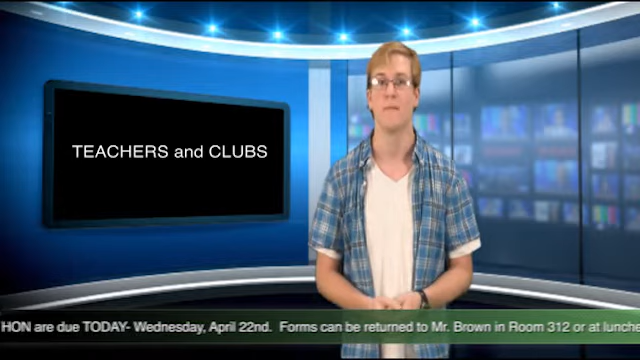 TEACHERS and CLUBS
HON are due TODAY- Wednesday, April 22nd. Forms can be returned to Mr. Brown in Room 312 or at lunche